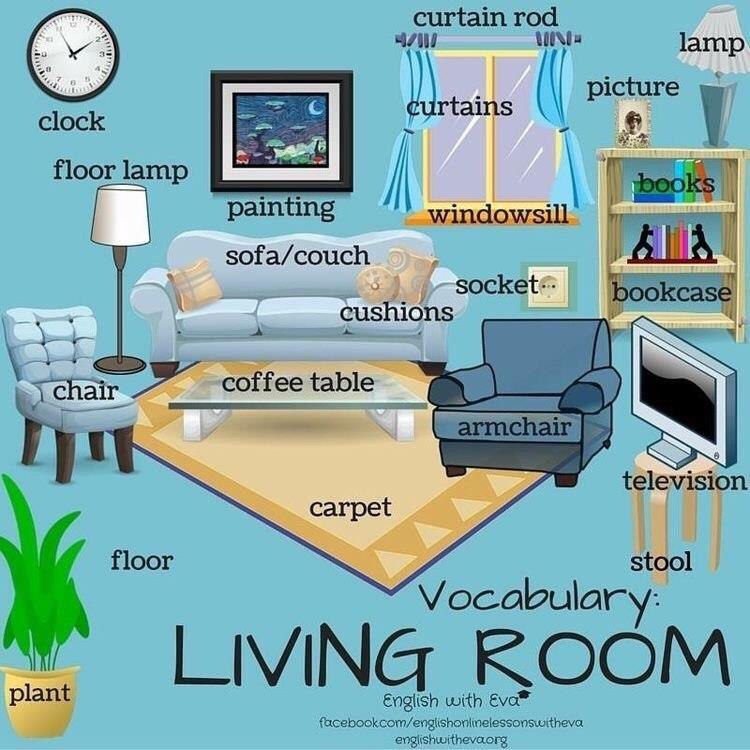 curtain rod
lamp
clock
curtains
picture
floor lamp
painting
windowsill
books
sofa/couch
socket
cushions
bookcase
chair
coffee table
armchair
television
carpet
floor
stool
plant
Vocabulary:
LIVING ROOM
English with Eva
facebook.com/englishonlinelessonswitheva
englishwitheva.org